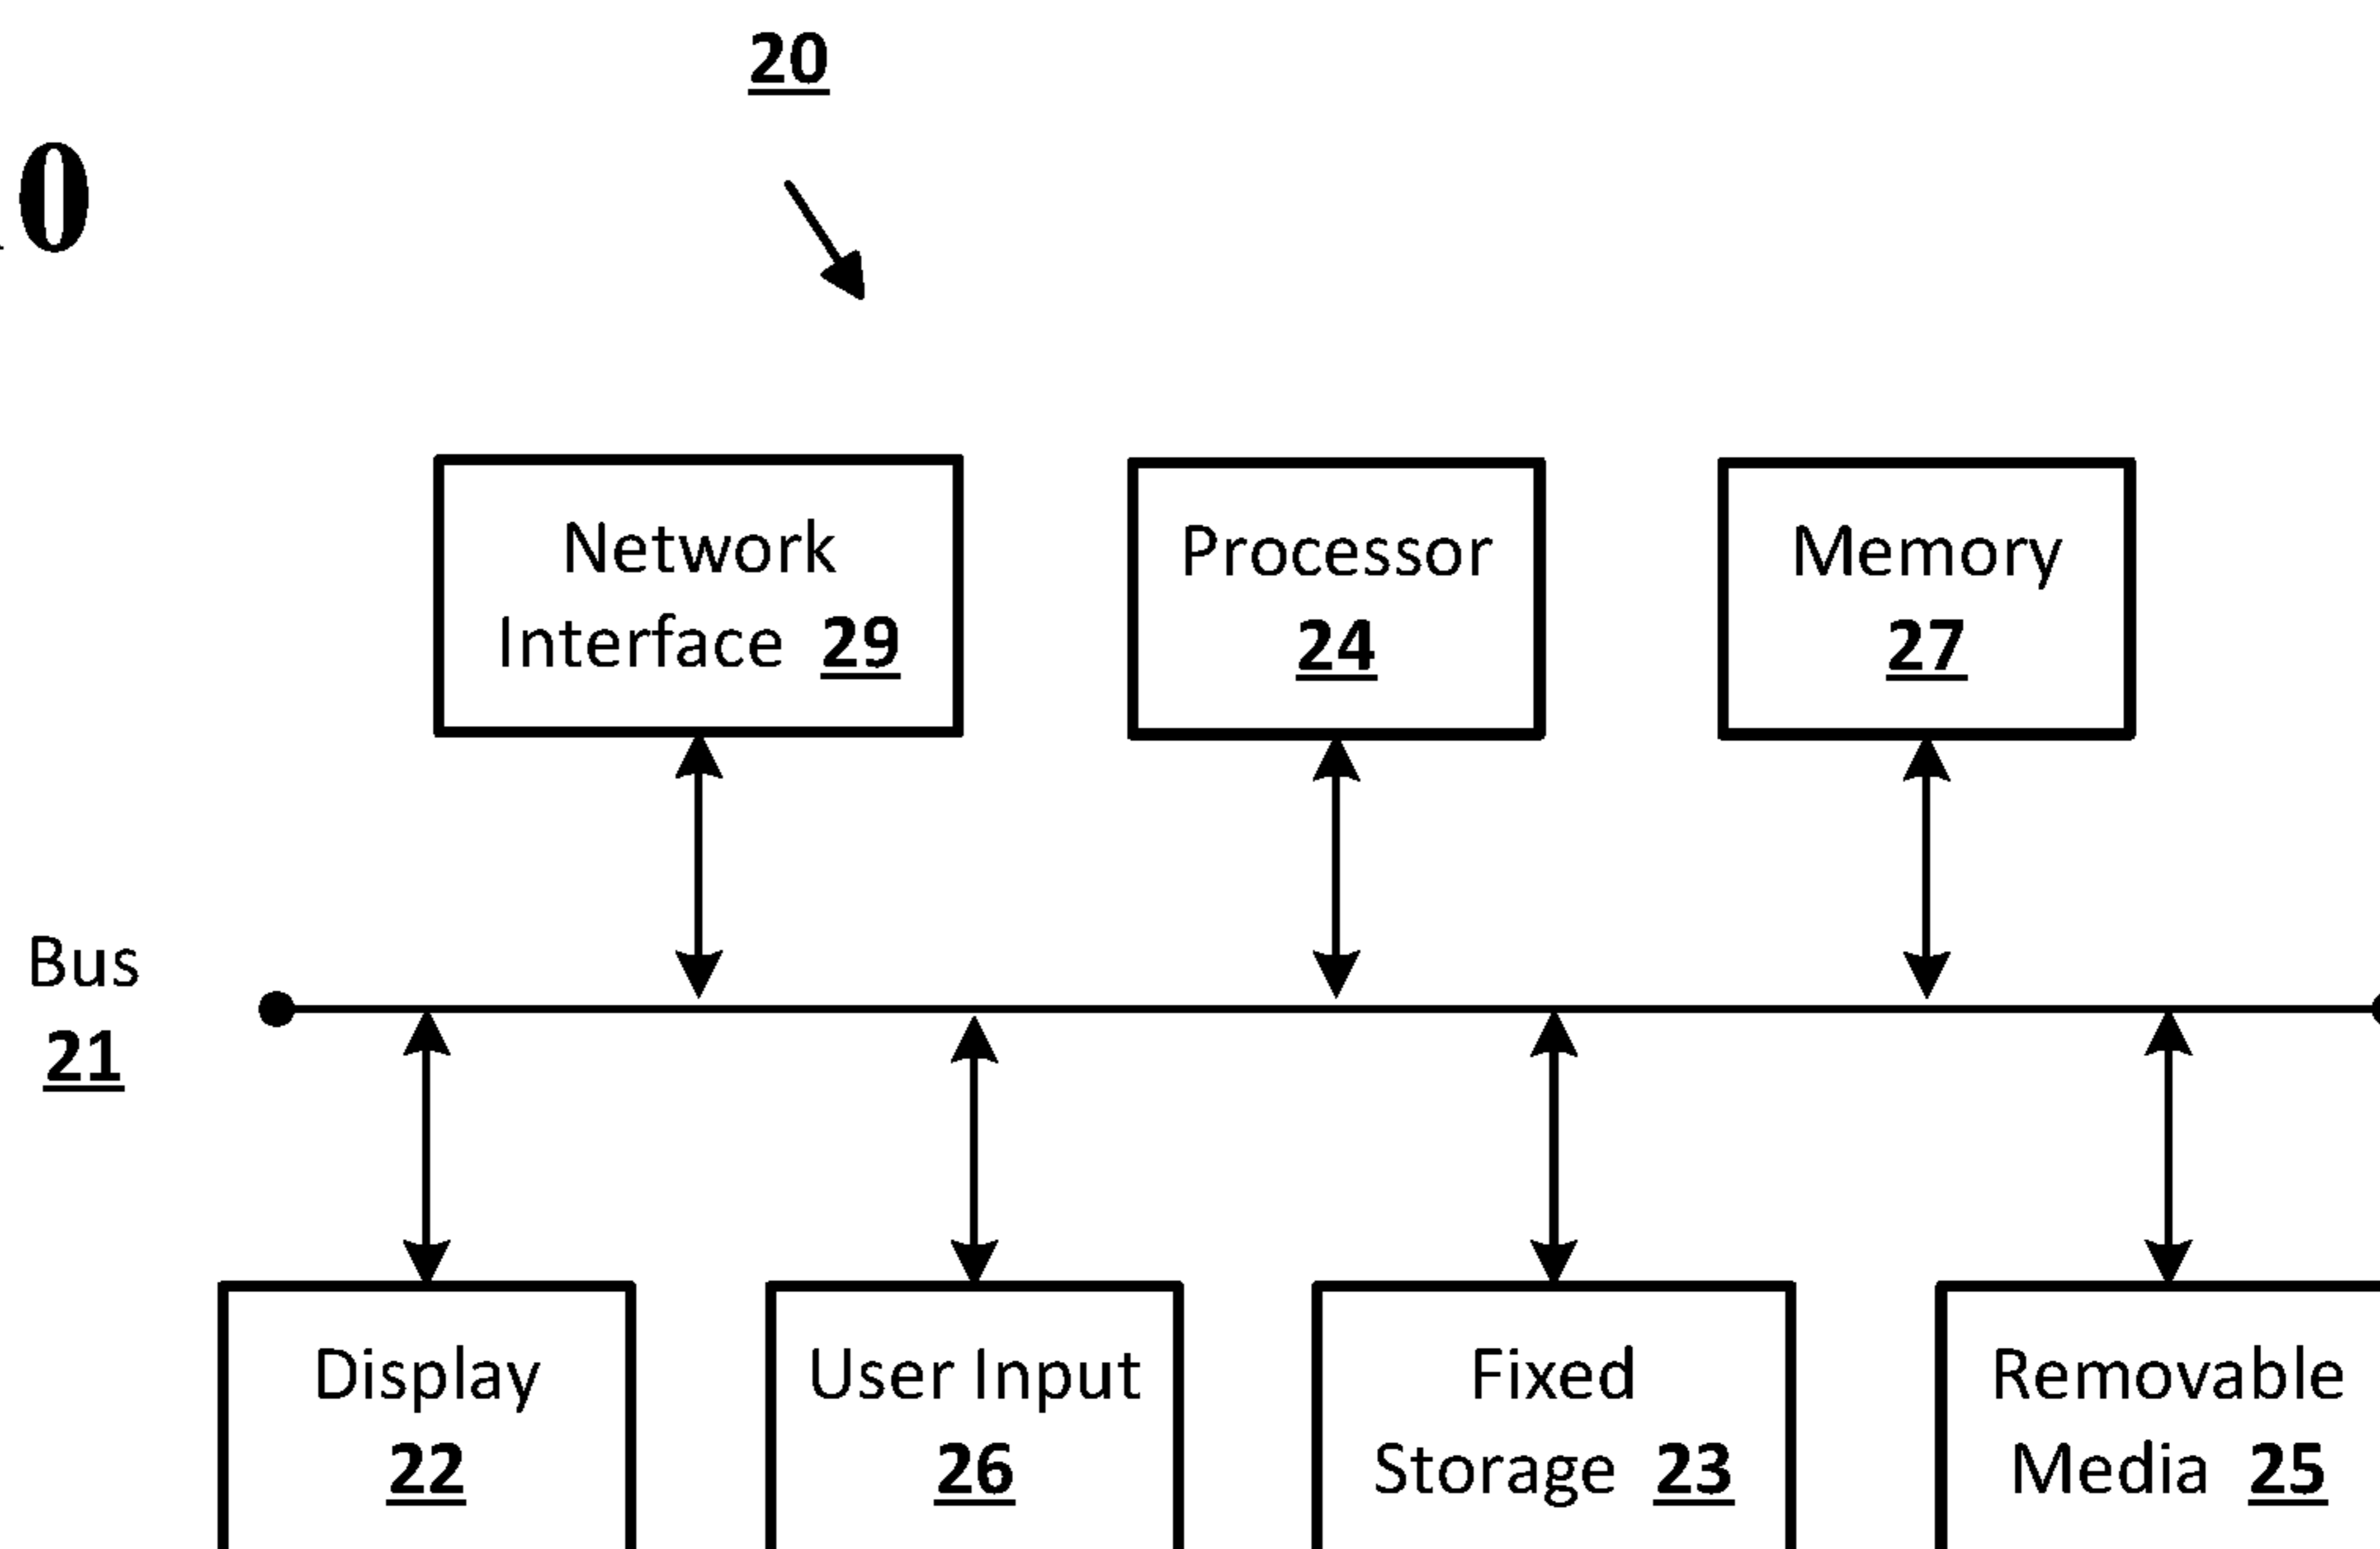 20
0
Network
Interface 29
Processor
24
Memory
27
Bus
21
Display
22
User Input
26
Fixed
Storage 23
Removable
Media 25